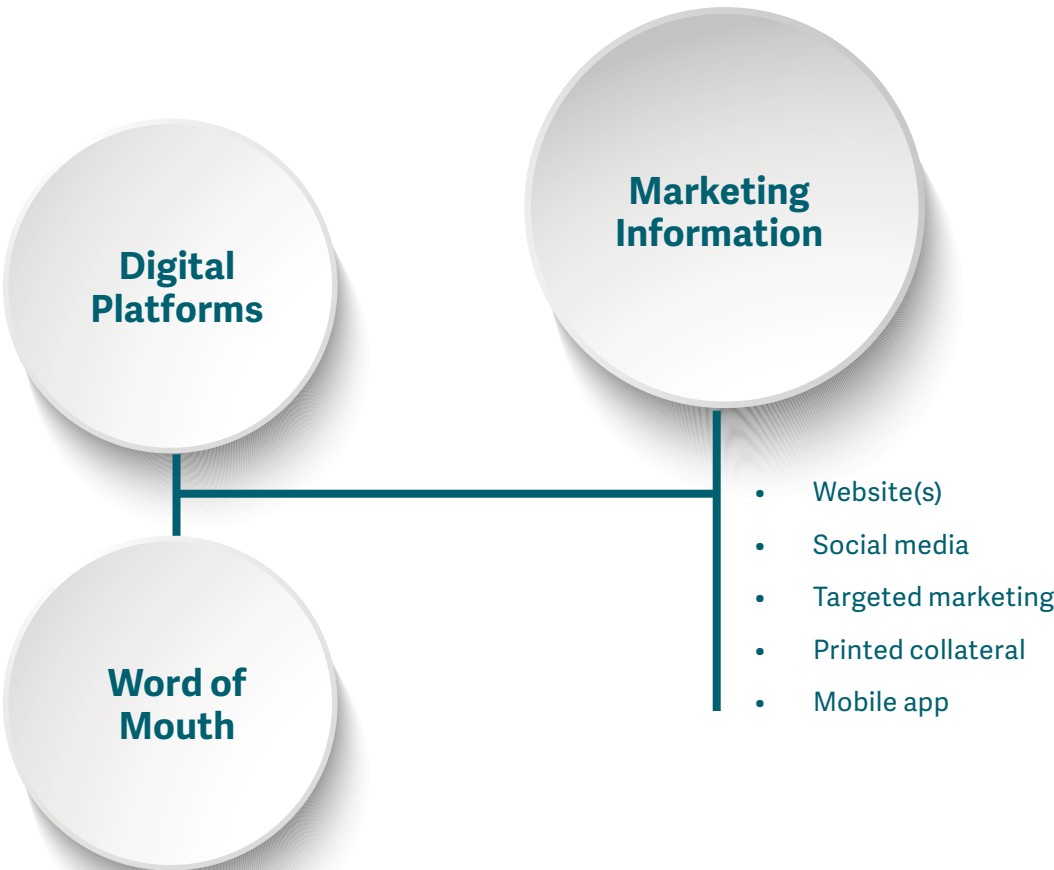 Digital
Platforms
Marketing
Information
Word of
Mouth
• Website(s)
• Social media
• Targeted marketing
• Printed collateral
• Mobile app